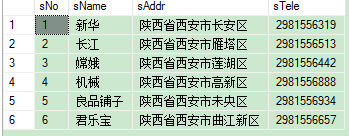 sNo sName sAddr sTele
1 1 新华 陕西省西安市长安区 2981556319
2 2 长江 陕西省西安市雁塔区 2981556513
3 3 嫦娥 陕西省西安市莲湖区 2981556442
4 4 机械 陕西省西安市高新区 2981556888
5 5 良品铺子 陕西省西安市未央区 2981556934
6 6 君乐宝 陕西省西安市曲江新区 2981556657